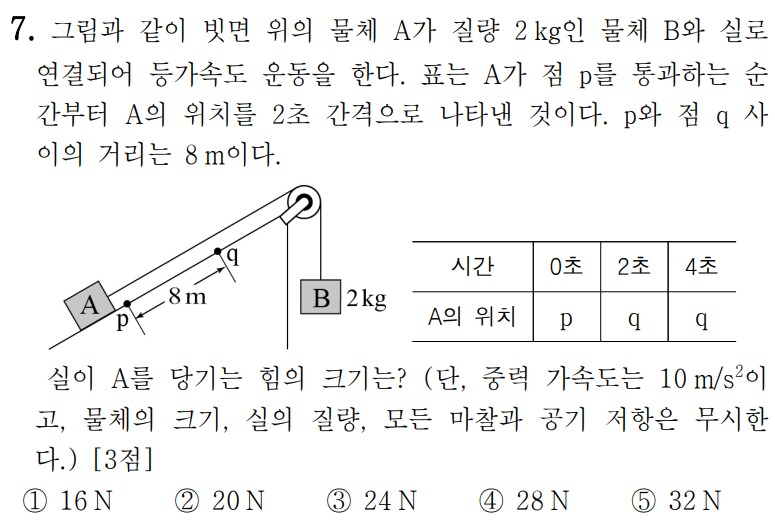 7. 그림과 같이 빗면 위의 물체 A가 질량 2 kg인 물체 B와 실로
연결되어 등가속도 운동을 한다. 표는 A가 점 p를 통과하는 순
간부터 A의 위치를 2초 간격으로 나타낸 것이다. p와 점 q 사
이의 거리는 8 m이다.
A
p
8 m
q
B 2 kg
시간 0초 2초 4초
A의 위치 p q q
실이 A를 당기는 힘의 크기는? (단, 중력 가속도는 10 m/s²이
고, 물체의 크기, 실의 질량, 모든 마찰과 공기 저항은 무시한
다.) [3점]
① 16 N ② 20 N ③ 24 N ④ 28 N ⑤ 32 N